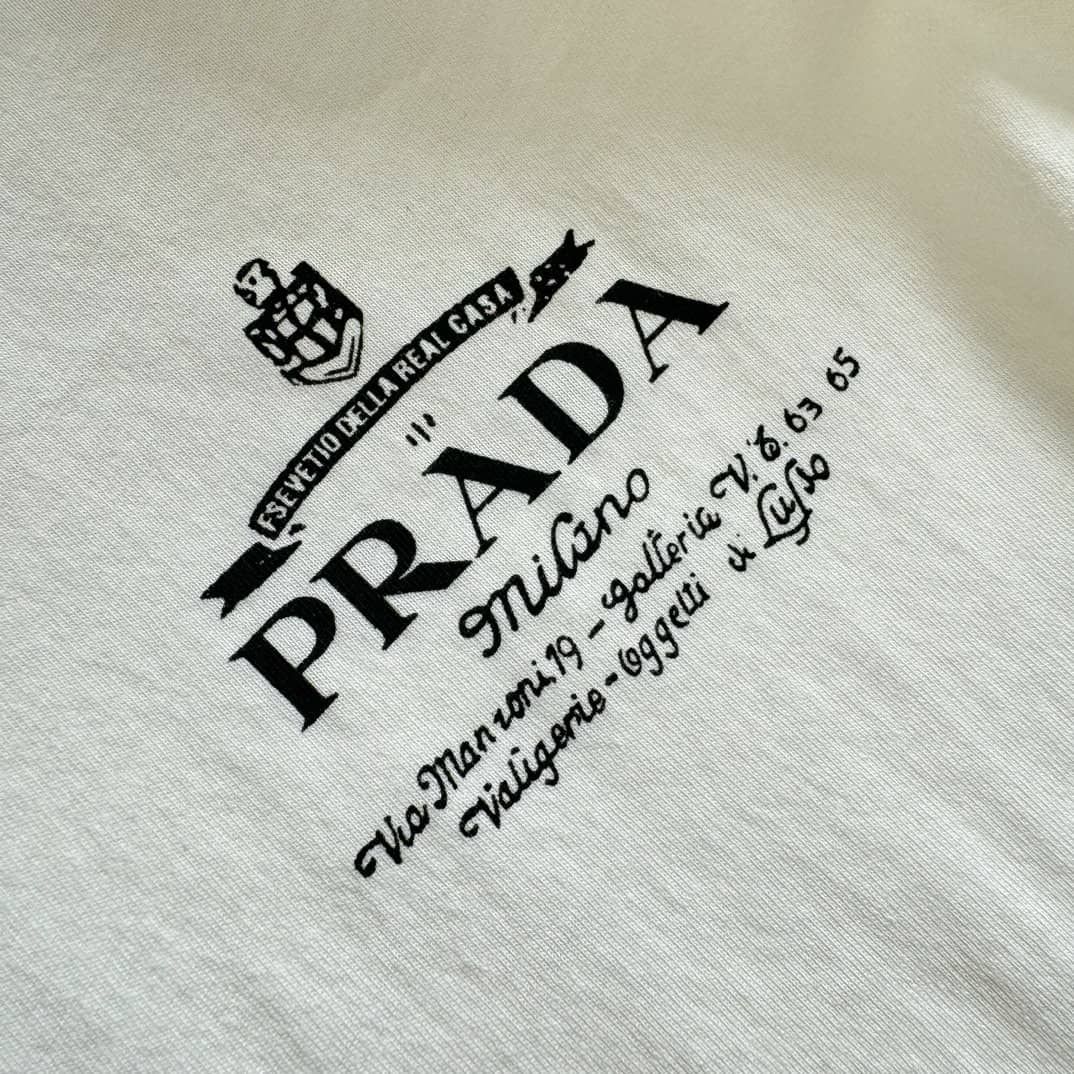 FSEVETIO DELLA REAL CASA
PRADA
Milano
Via Manzoni, 19 - Galleria V. E. 63 65
Valigerie - Oggetti di Lusso